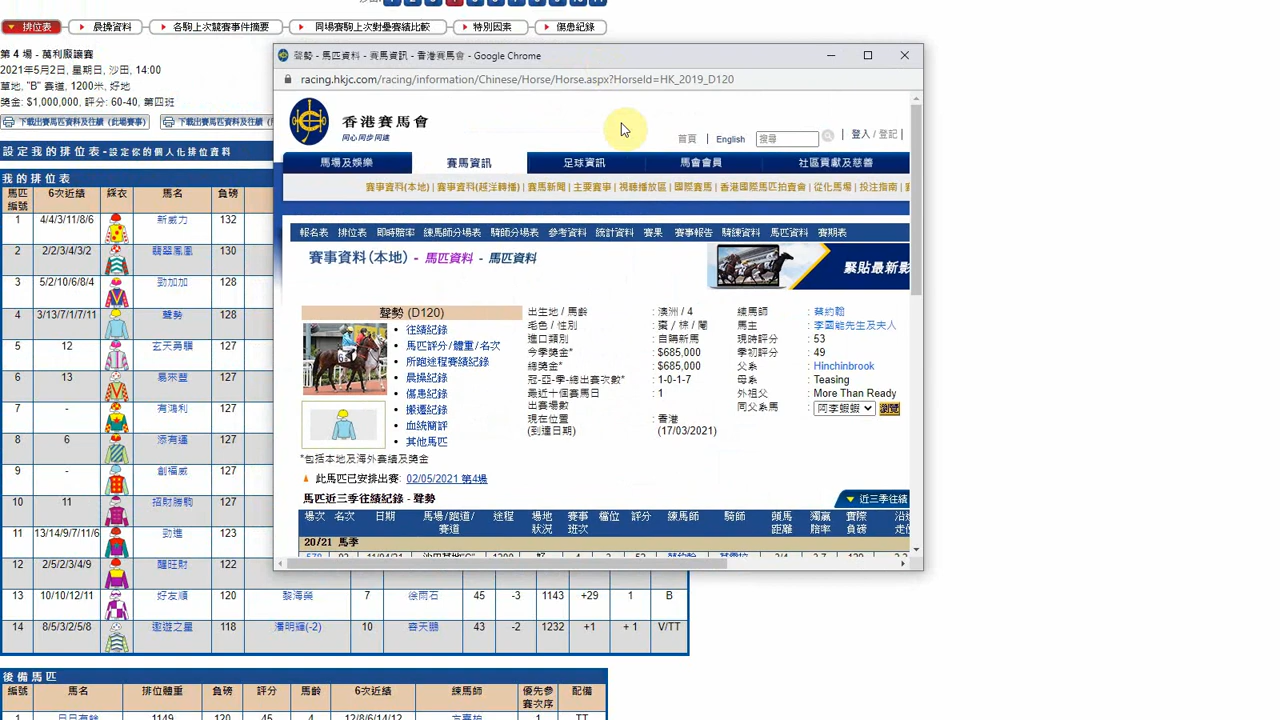 排位表 晨操資料 各駒上次競賽事件摘要 同場賽駒上次對壘賽績比較 特別因素 傷患紀錄
第 4 場 - 萬利殿讓賽
2021年5月2日, 星期日, 沙田, 14:00
草地, "B" 賽道, 1200米, 好地
獎金: $1,000,000, 評分: 60-40, 第四班
下載出賽馬匹資料及往績 (此場賽事) 下載出賽馬匹資料及往績
設定我的排位表-設定你的個人化排位資料
我的排位表
馬匹編號 6次近績 綵衣 馬名 負磅
1 4/4/3/11/8/6 新威力 132
2 2/2/3/4/3/2 翡翠鳳凰 130
3 5/2/10/6/8/4 勁加加 128
4 3/13/7/1/7/11 聲勢 128
5 12 玄天勇驥 127
6 13 易來豐 127
7 - 有鴻利 127
8 6 添有運 127
9 - 創福威 127
10 11 招財勝駒 127
11 13/14/9/7/11/6 勁進 123
12 2/5/2/3/4/9 醒旺財 122
13 10/10/12/11 好友順 120 黎海榮 7 徐雨石 45 -3 1143 +29 1 B
14 8/5/3/2/5/8 遨遊之星 118 潘明輝(-2) 10 容天鵬 43 -2 1232 +1 + 1 V/TT
後備馬匹
編號 馬名 排位體重 負磅 評分 馬齡 6次近績 練馬師 優先參賽次序 配備
1 1149 120 45 4 12/8/6/14/12 1 TT
聲勢 - 馬匹資料 - 賽馬資訊 - 香港賽馬會 - Google Chrome
racing.hkjc.com/racing/information/Chinese/Horse/Horse.aspx?HorseId=HK_2019_D120
香港賽馬會
同心同步同進
首頁 | English 搜尋 登入 / 登記
馬場及娛樂 賽馬資訊 足球資訊 馬會會員 社區貢獻及慈善
賽事資料(本地) | 賽事資料(越洋轉播) | 賽馬新聞 | 主要賽事 | 視聽播放區 | 國際賽馬 | 香港國際馬匹拍賣會 | 從化馬場 | 投注指南 |
報名表 排位表 即時賠率 練馬師分場表 騎師分場表 參考資料 統計資料 賽果 賽事報告 騎練資料 馬匹資料 賽期表
賽事資料(本地) - 馬匹資料 - 馬匹資料
緊貼最新影
聲勢 (D120)
往績紀錄
馬匹評分/體重/名次
所跑途程賽績紀錄
晨操紀錄
傷患紀錄
搬遷紀錄
血統簡評
其他馬匹
出生地 / 馬齡 : 澳洲 / 4
毛色 / 性別 : 棗 / 棕 / 閹
進口類別 : 自購新馬
今季獎金* : $685,000
總獎金* : $685,000
冠-亞-季-總出賽次數* : 1-0-1-7
最近十個賽馬日出賽場數 : 1
現在位置 (到達日期) : 香港 (17/03/2021)
練馬師 : 蔡約翰
馬主 : 李國能先生及夫人
現時評分 : 53
季初評分 : 49
父系 : Hinchinbrook
母系 : Teasing
外祖父 : More Than Ready
同父系馬 : 阿李蝦蝦 瀏覽
*包括本地及海外賽績及獎金
此馬匹已安排出賽: 02/05/2021 第4場
馬匹近三季往績紀錄 - 聲勢 近三季往績
場次 名次 日期 馬場/跑道/賽道 途程 場地狀況 賽事班次 檔位 評分 練馬師 騎師 頭馬距離 獨贏賠率 實際負磅
20/21 馬季